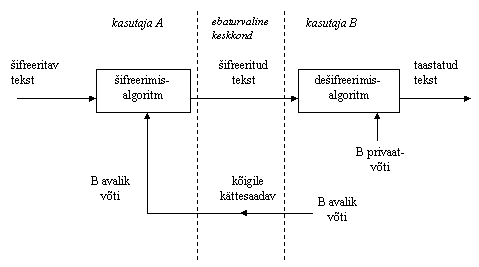 kasutaja A
ebaturvaline
keskkond
kasutaja B
šifreeritav
tekst
šifreerimis-
algoritm
šifreeritud
tekst
dešifreerimis-
algoritm
taastatud
tekst
B privaat-
võti
B avalik
võti
kõigile
kättesaadav
B avalik
võti